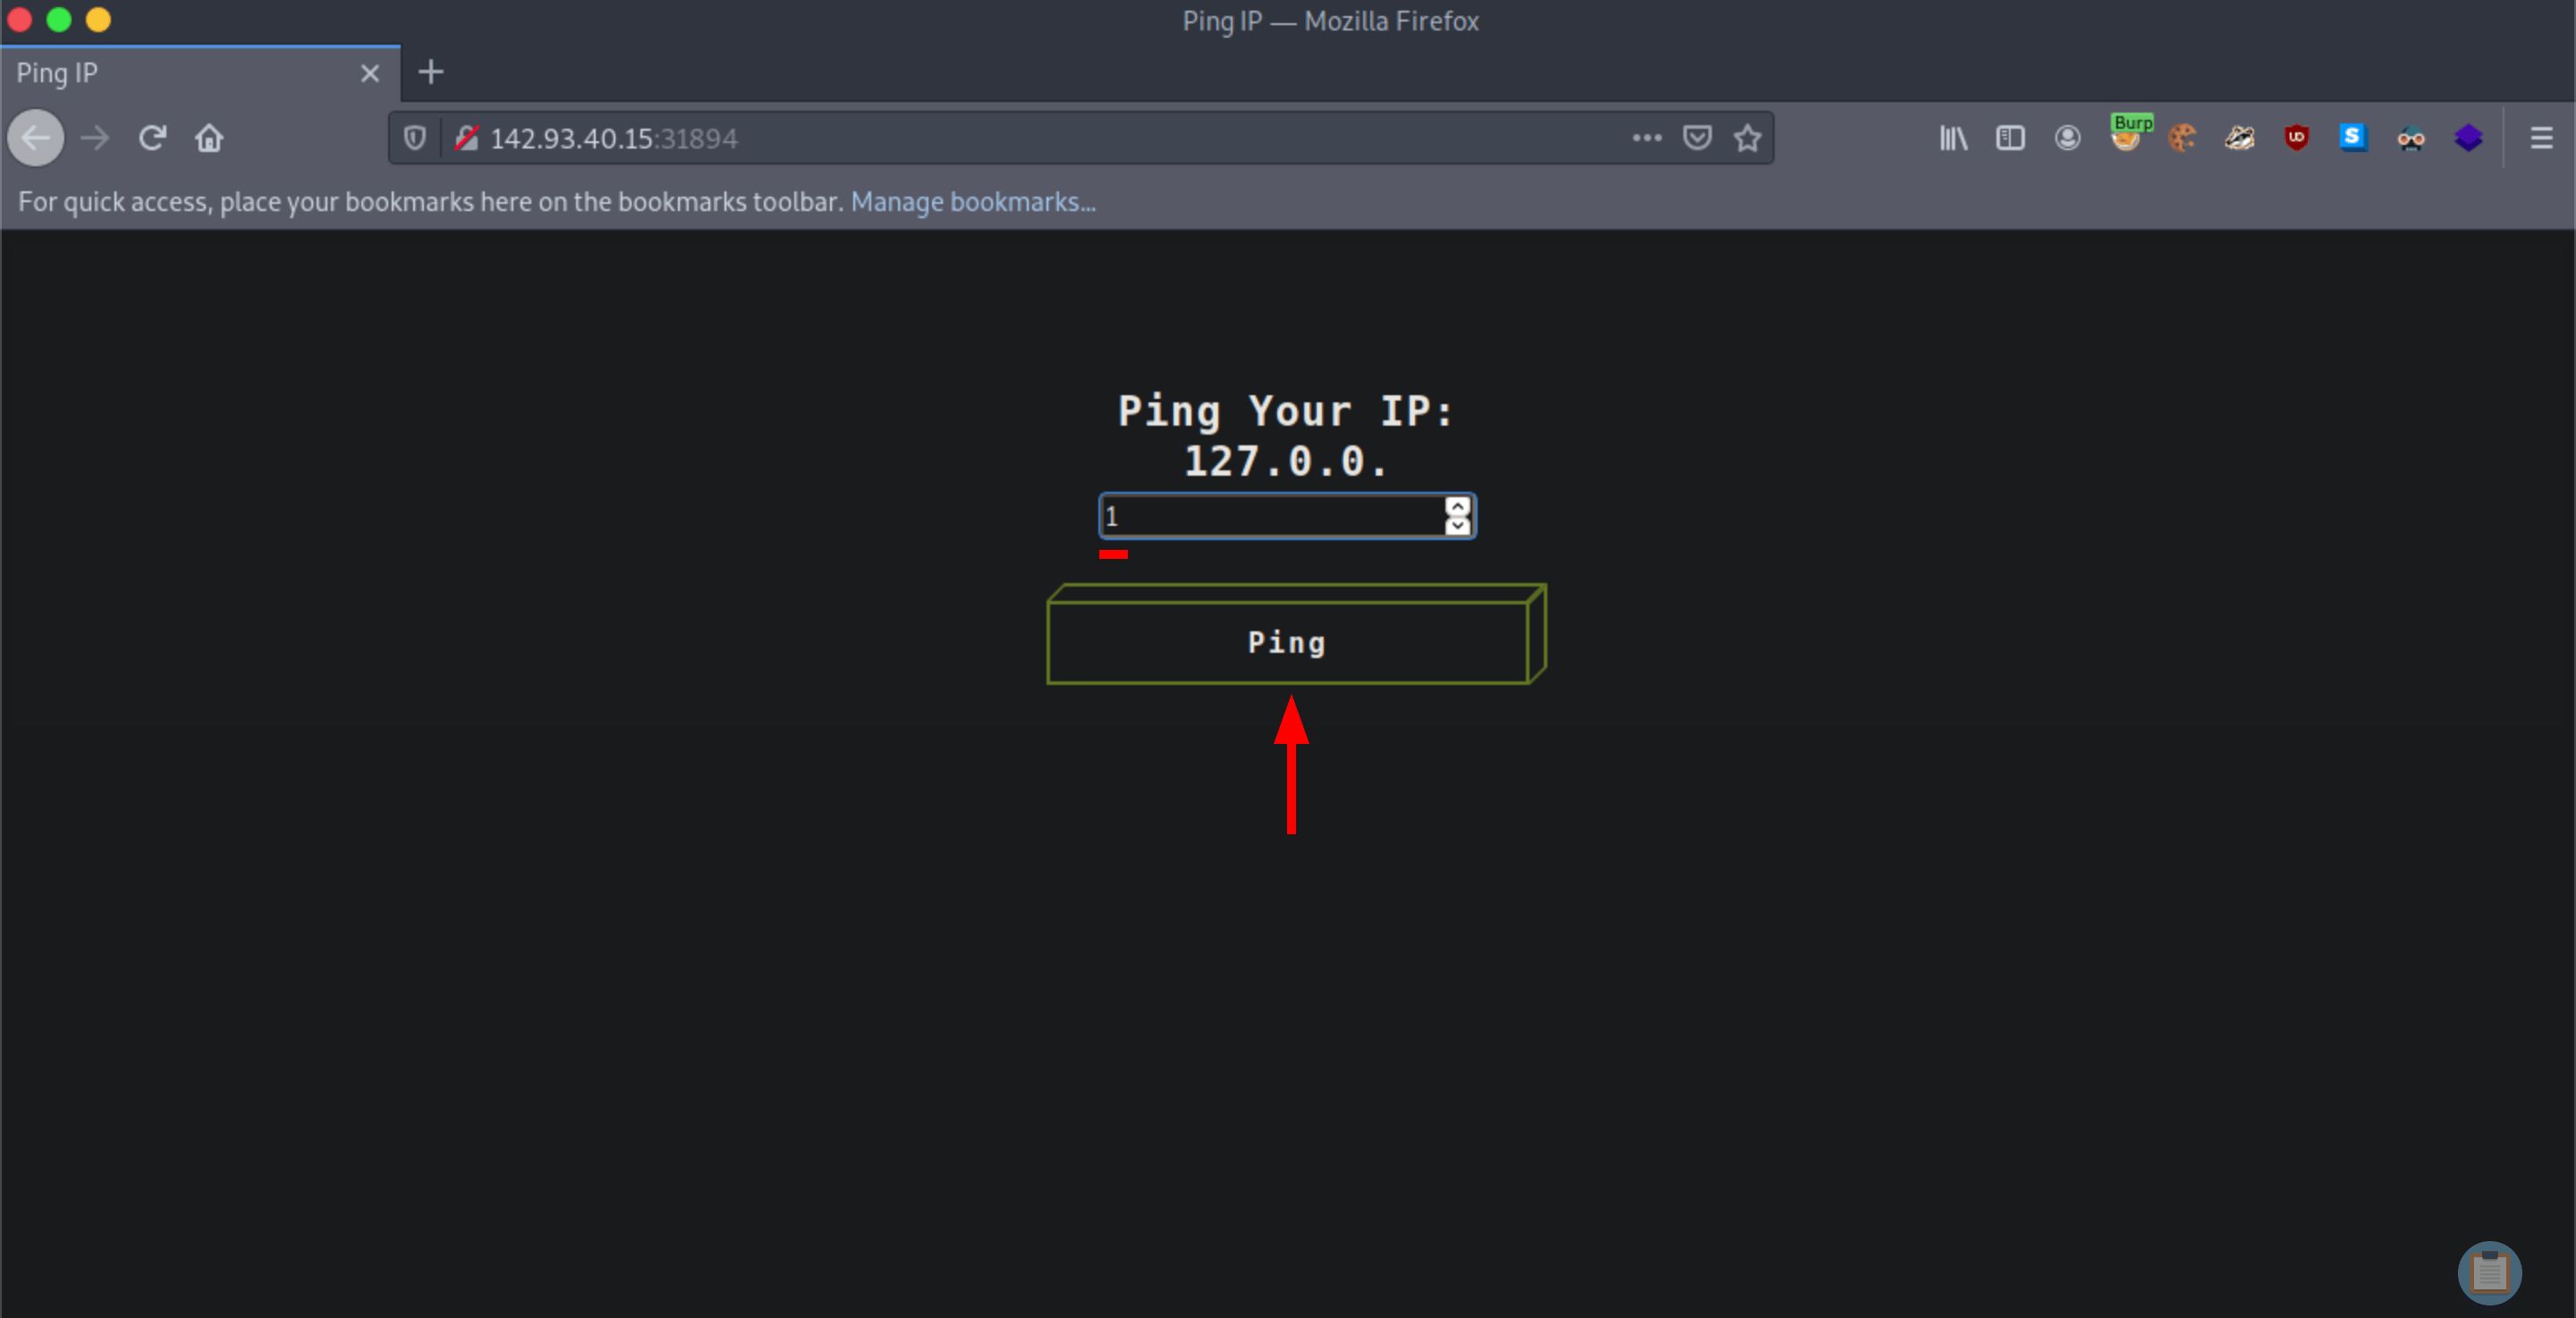 Ping IP — Mozilla Firefox
Ping IP
142.93.40.15:31894
Burp
UD
S
For quick access, place your bookmarks here on the bookmarks toolbar. Manage bookmarks...
Ping Your IP:
127.0.0.
1
Ping